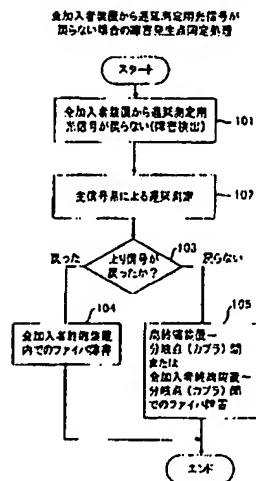 全加入者装置から遅延測定用光信号が
戻らない場合の障害発生点固定処理
スタート
全加入者装置から遅延測定用
光信号が戻らない(障害検出)
101
主信号系による遅延測定
102
上り信号が
戻ったか?
103
戻った
戻らない
104
全加入者終端装置
内でのファイバ障害
105
局終端装置〜
分岐点(カプラ)間
または
全加入者終端装置〜
分岐点(カプラ)間
でのファイバ障害
エンド